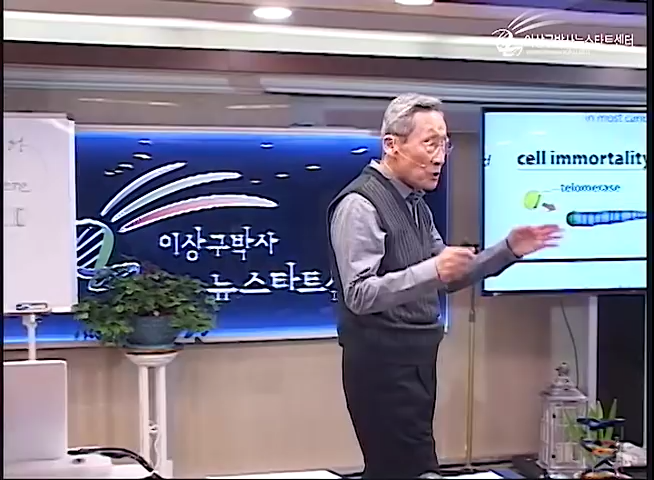 이상구박사뉴스타트센터
in most canc
cell immortality
telomerase
이상구박사
뉴스타트